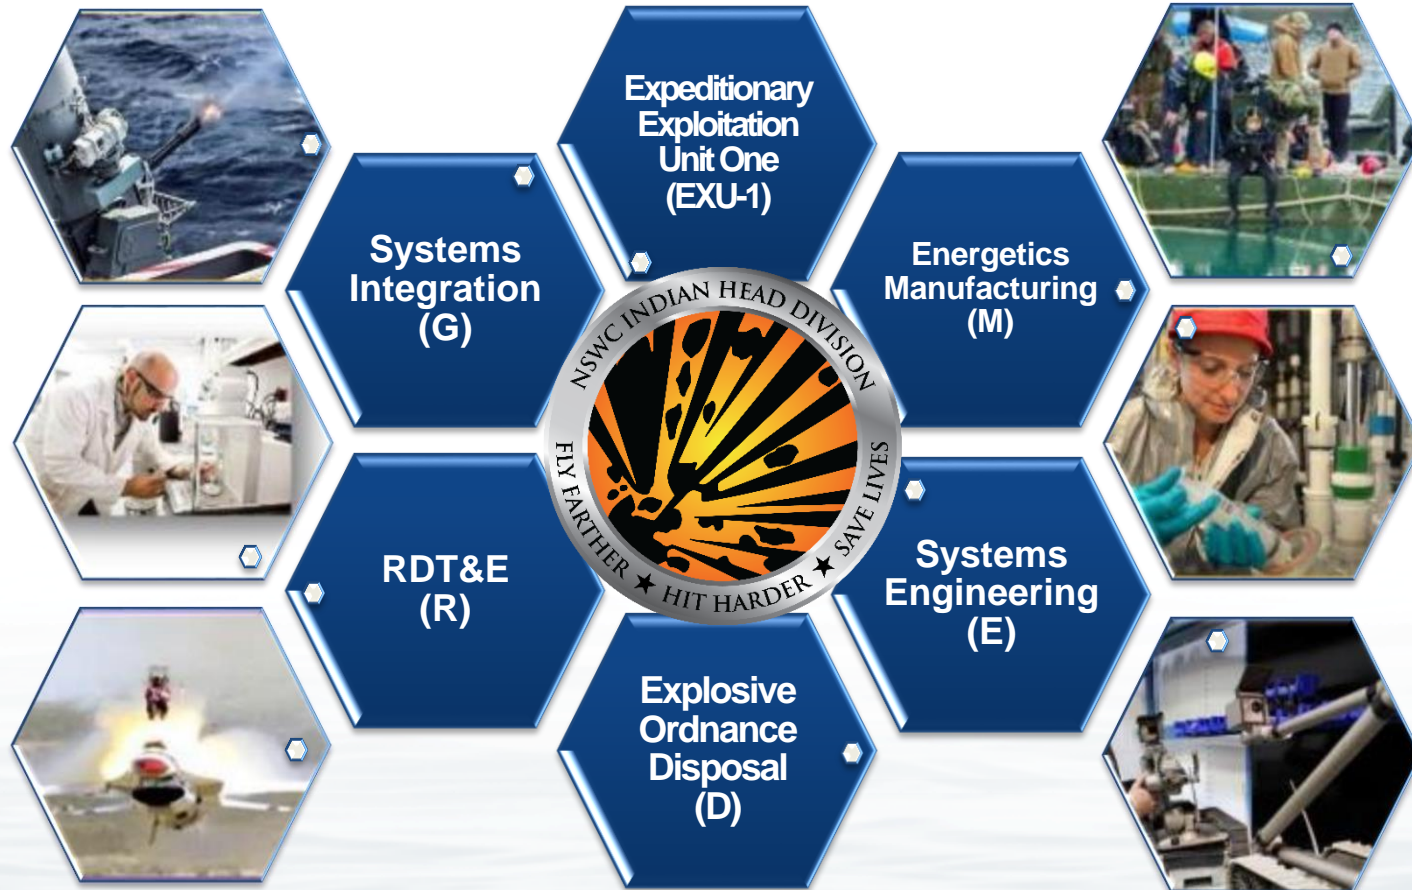 Expeditionary
Exploitation
Unit One
(EXU-1)
Systems
Integration
(G)
Energetics
Manufacturing
(M)
NSWC INDIAN HEAD DIVISION
FLY FARTHER ★ HIT HARDER ★ SAVE LIVES
RDT&E
(R)
Systems
Engineering
(E)
Explosive
Ordnance
Disposal
(D)